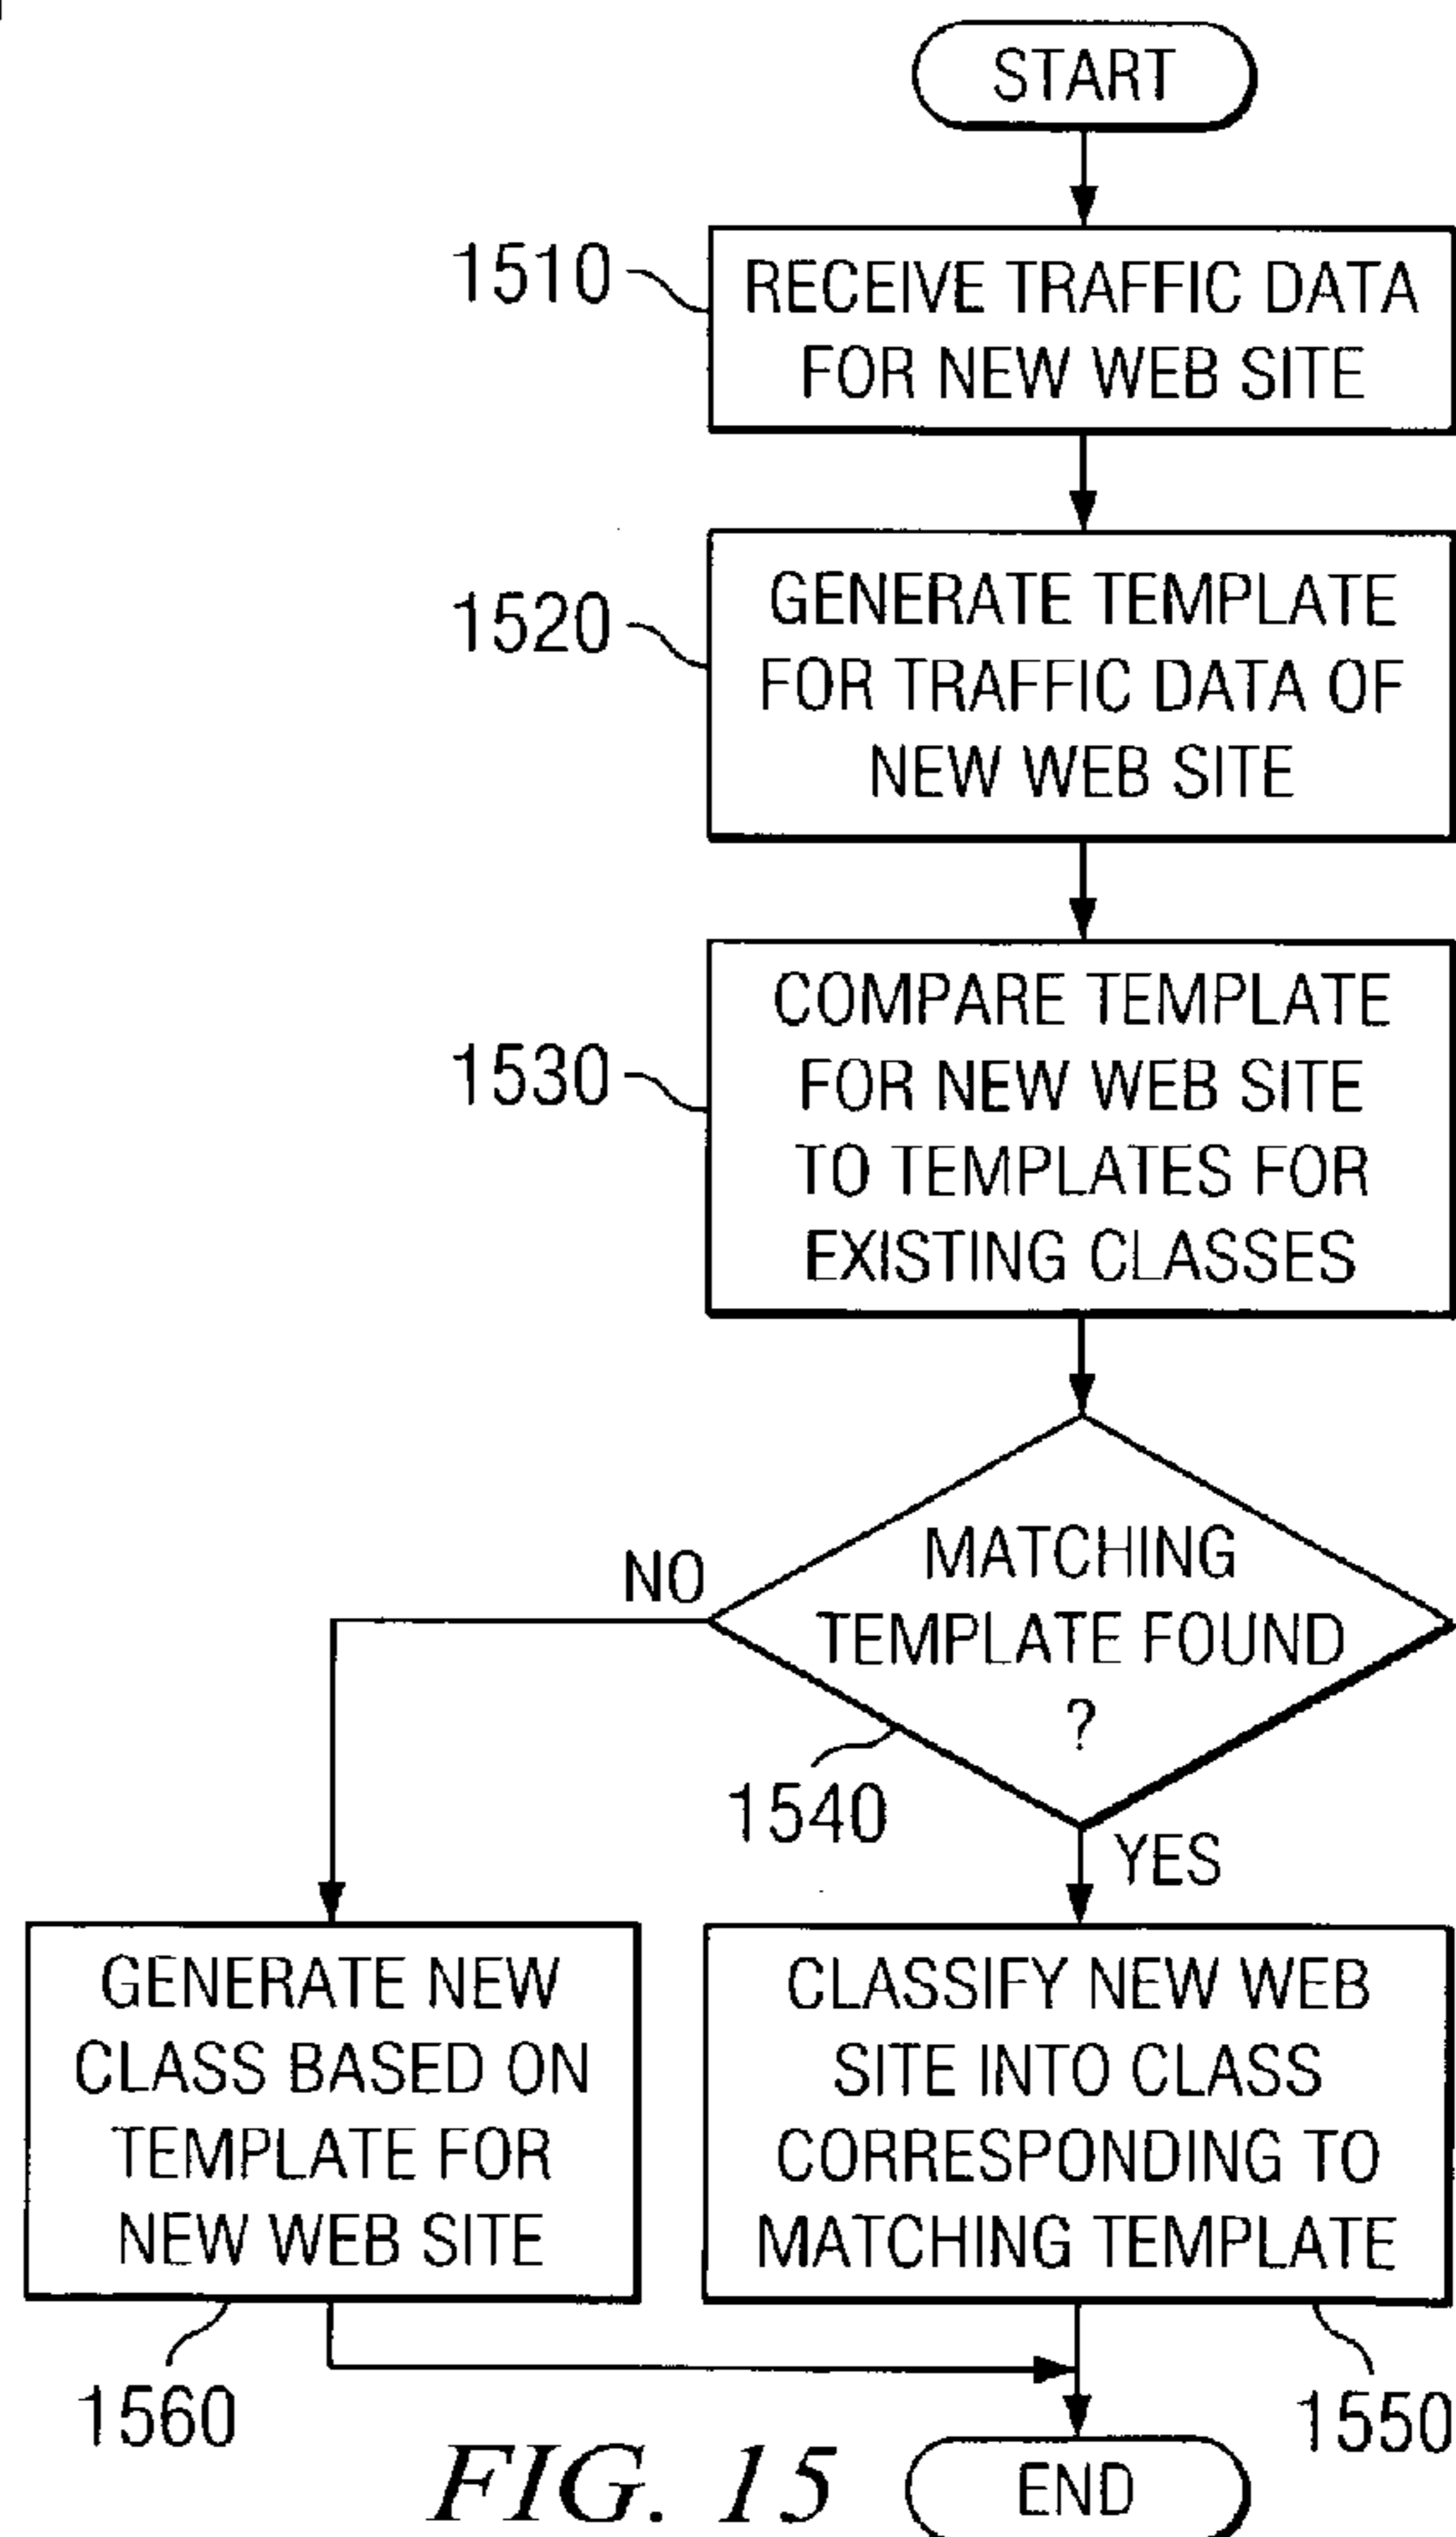 START
1510
RECEIVE TRAFFIC DATA
FOR NEW WEB SITE
1520
GENERATE TEMPLATE
FOR TRAFFIC DATA OF
NEW WEB SITE
1530
COMPARE TEMPLATE
FOR NEW WEB SITE
TO TEMPLATES FOR
EXISTING CLASSES
MATCHING
TEMPLATE FOUND
?
NO
1540
YES
GENERATE NEW
CLASS BASED ON
TEMPLATE FOR
NEW WEB SITE
1560
CLASSIFY NEW WEB
SITE INTO CLASS
CORRESPONDING TO
MATCHING TEMPLATE
1550
FIG. 15
END